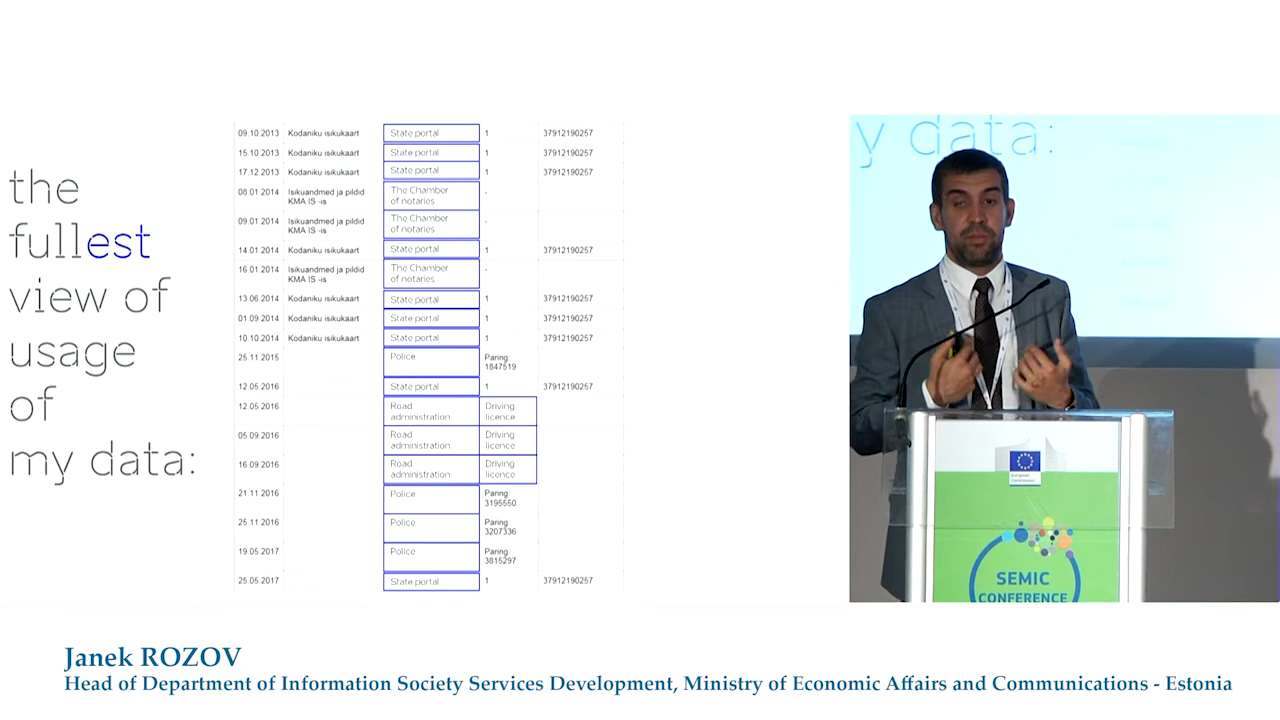 the
fullest
view of
usage
of
my data:
09.10 2013 Kodaniku isikukaart State portal 1 37912190257
15 10.2013 Kodaniku isikukaart State portal 1 37912190257
17.12.2013 Kodaniku isikukaart State portal 1 37912190257
08 01.2014 Isikuandmed ja pildid The Chamber -
KMA IS -is of notaries
09.01 2014 Isikuandmed ja pildid The Chamber -
KMA IS -is of notaries
14 01.2014 Kodaniku isikukaart State portal 1 37912190257
16 01.2014 Isikuandmed ja pildid The Chamber -
KMA IS -is of notaries
13 06.2014 Kodaniku isikukaart State portal 1 37912190257
01 09.2014 Kodaniku isikukaart State portal 1 37912190257
10.10 2014 Kodaniku isikukaart State portal 1 37912190257
25 11.2015 Police Paring
1847519
12 05.2016 State portal 1 37912190257
12 05.2016 Road Driving
administration licence
05.09 2016 Road Driving
administration licence
16 09.2016 Road Driving
administration licence
21.11 2016 Police Paring
3195550
25 11.2016 Police Paring
3207336
19 05.2017 Police Paring
3815297
25.05 2017 State portal 1 37912190257
y data:
European
Commission
SEMIC
CONFERENCE
Janek ROZOV
Head of Department of Information Society Services Development, Ministry of Economic Affairs and Communications - Estonia